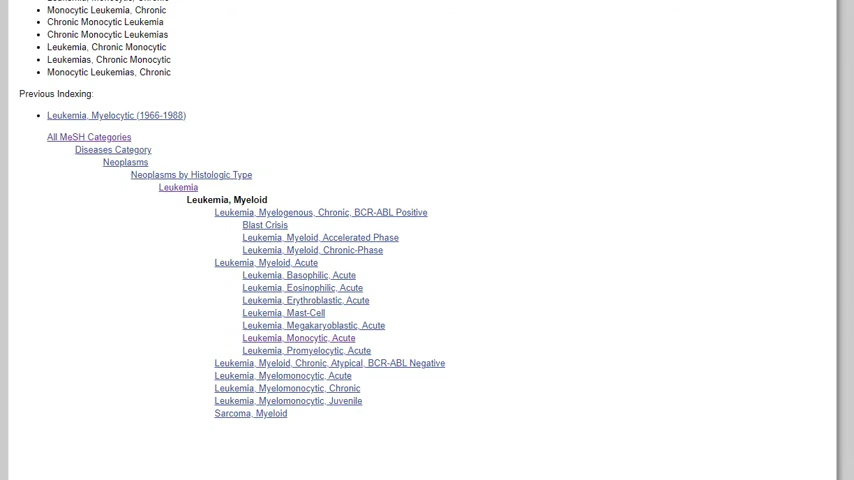 Leukemia, Monocytic, Chronic
Monocytic Leukemia, Chronic
Chronic Monocytic Leukemia
Chronic Monocytic Leukemias
Leukemia, Chronic Monocytic
Leukemias, Chronic Monocytic
Monocytic Leukemias, Chronic
Previous Indexing:
Leukemia, Myelocytic (1966-1988)
All MeSH Categories
Diseases Category
Neoplasms
Neoplasms by Histologic Type
Leukemia
Leukemia, Myeloid
Leukemia, Myelogenous, Chronic, BCR-ABL Positive
Blast Crisis
Leukemia, Myeloid, Accelerated Phase
Leukemia, Myeloid, Chronic-Phase
Leukemia, Myeloid, Acute
Leukemia, Basophilic, Acute
Leukemia, Eosinophilic, Acute
Leukemia, Erythroblastic, Acute
Leukemia, Mast-Cell
Leukemia, Megakaryoblastic, Acute
Leukemia, Monocytic, Acute
Leukemia, Promyelocytic, Acute
Leukemia, Myeloid, Chronic, Atypical, BCR-ABL Negative
Leukemia, Myelomonocytic, Acute
Leukemia, Myelomonocytic, Chronic
Leukemia, Myelomonocytic, Juvenile
Sarcoma, Myeloid